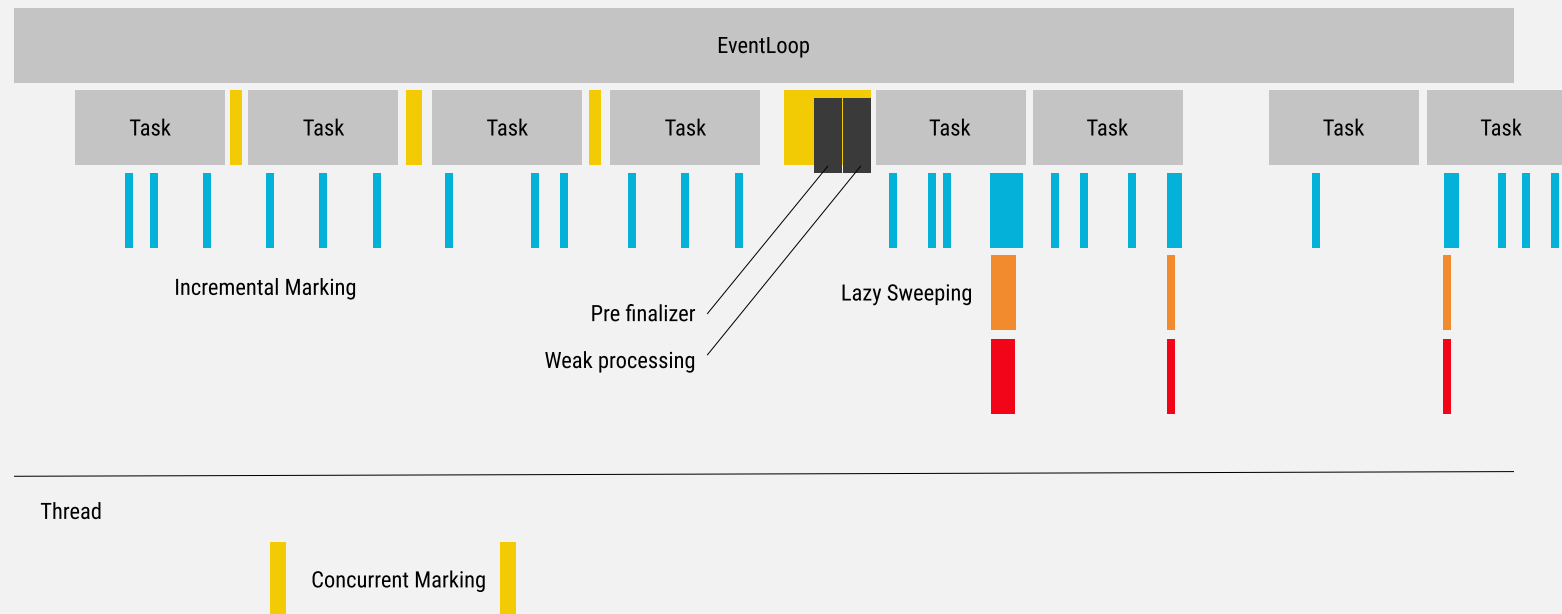 EventLoop
Task
Task
Task
Task
Task
Task
Task
Task
Incremental Marking
Lazy Sweeping
Pre finalizer
Weak processing
Thread
Concurrent Marking